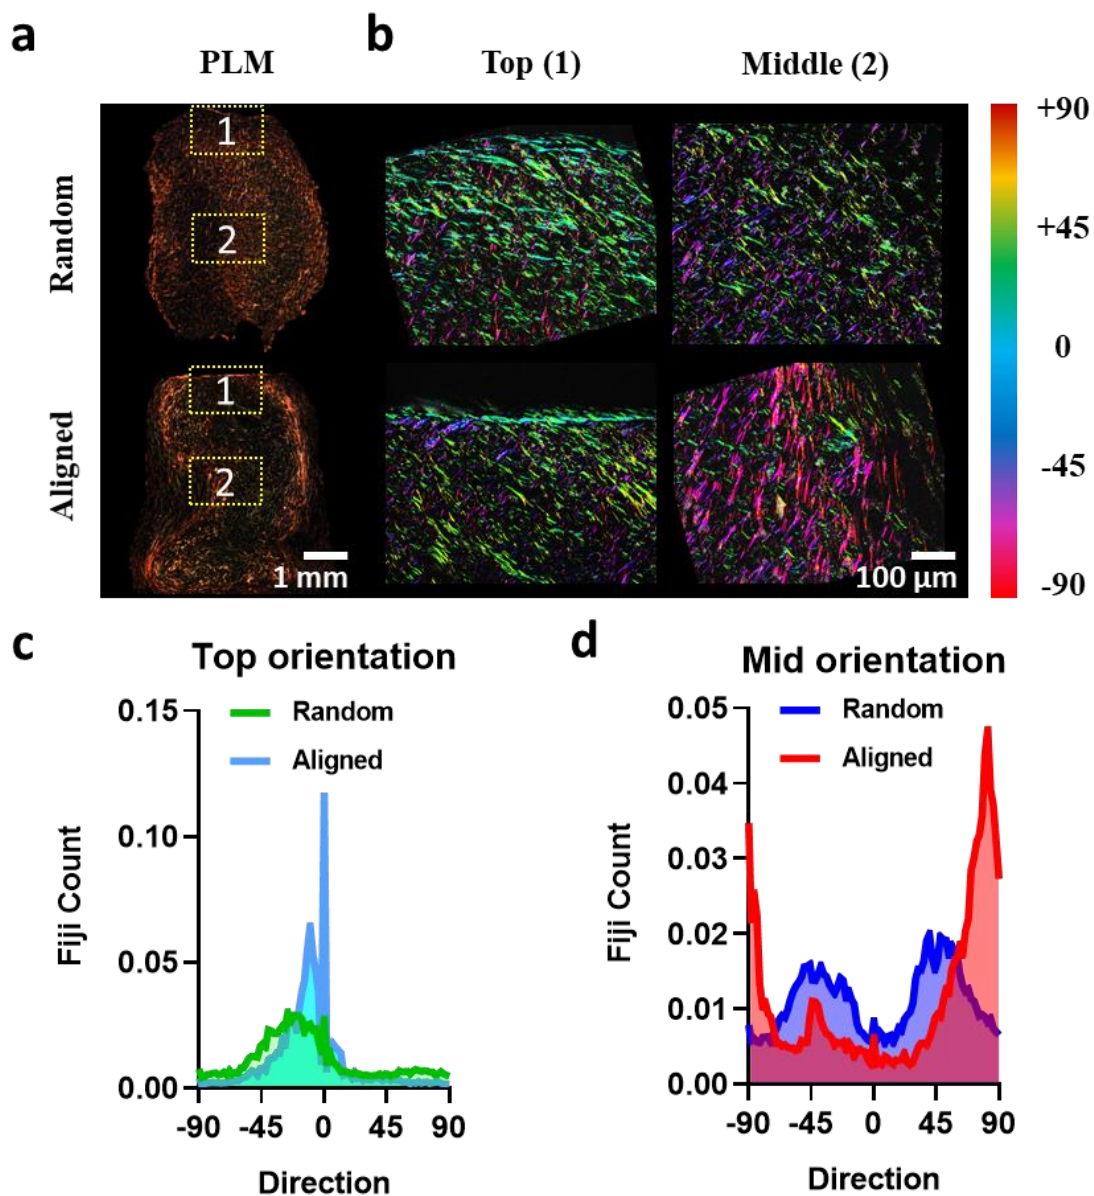 a
b
PLM
Top (1)
Middle (2)
Random
1
2
Aligned
1
2
1 mm
100 µm
+90
+45
0
-45
-90
c
Top orientation
Random
Aligned
0.15
0.10
0.05
0.00
Fiji Count
-90 -45 0 45 90
Direction
d
Mid orientation
Random
Aligned
0.05
0.04
0.03
0.02
0.01
0.00
Fiji Count
-90 -45 0 45 90
Direction